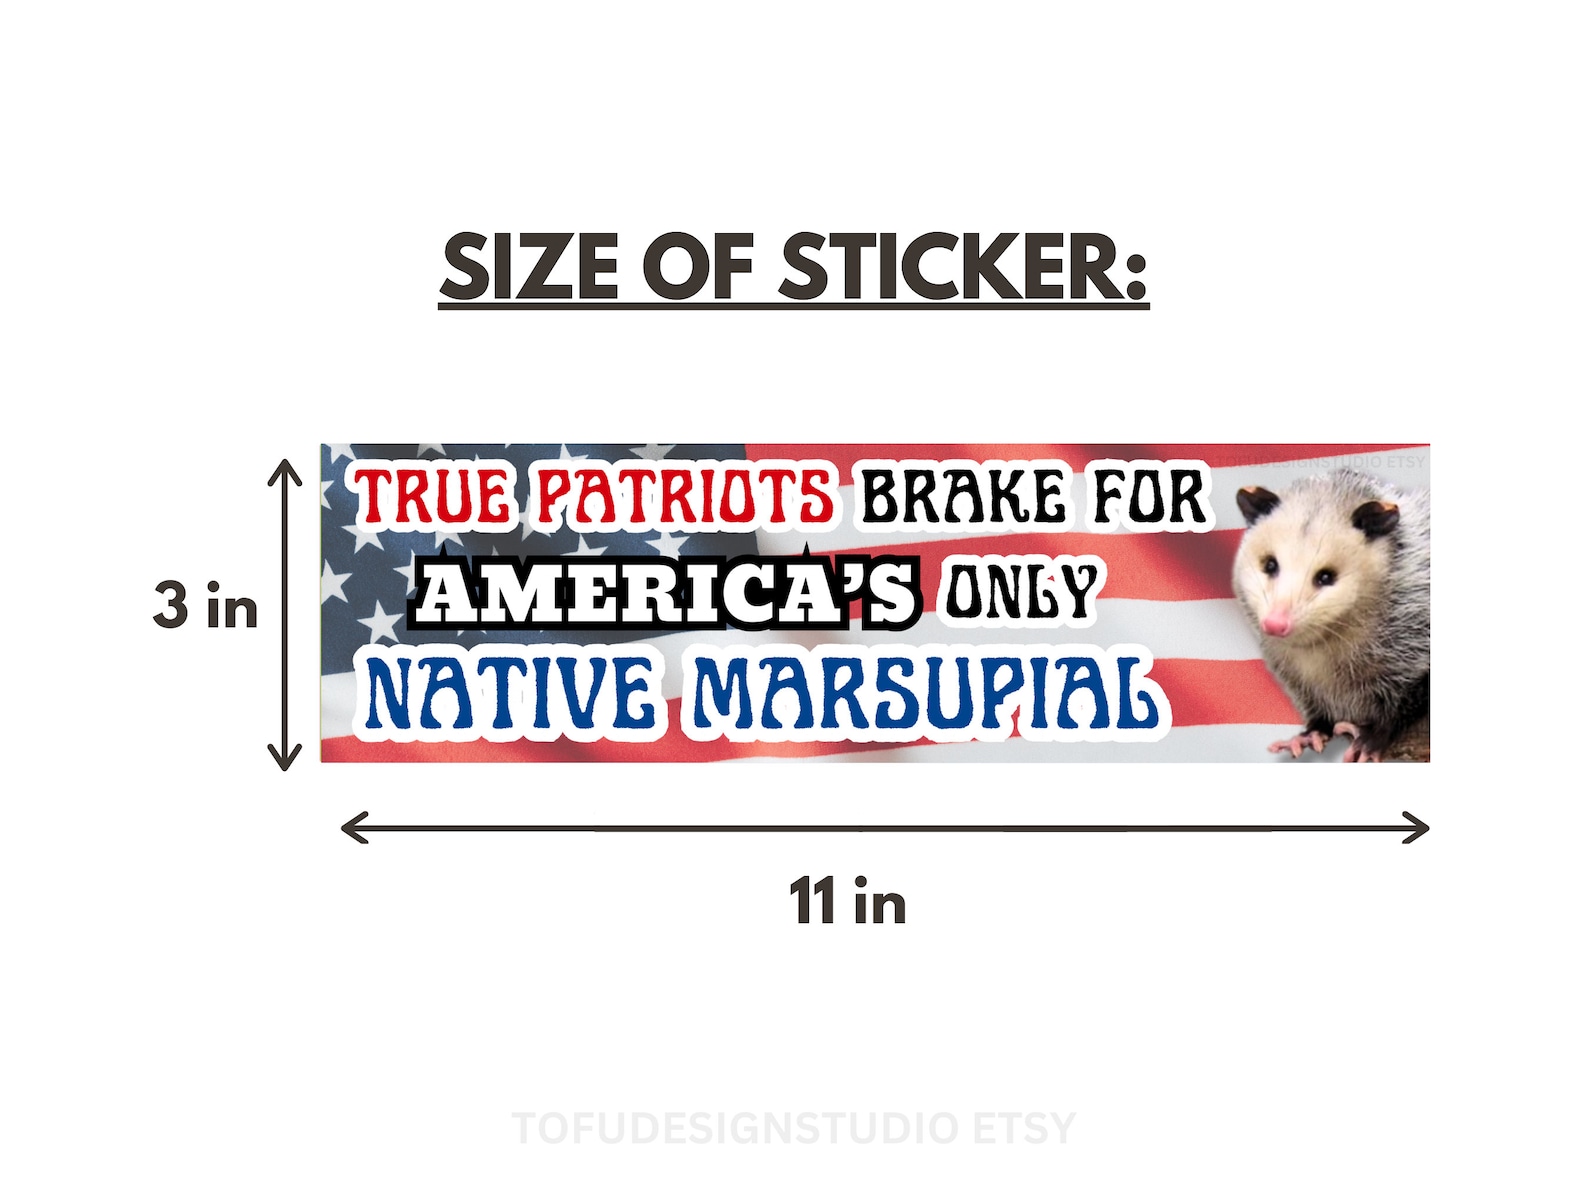 SIZE OF STICKER:
TOFUDESIGNSTUDIO ETSY
TRUE PATRIOTS BRAKE FOR
AMERICA'S ONLY
NATIVE MARSUPIAL
3 in
11 in
TOFUDESIGNSTUDIO ETSY